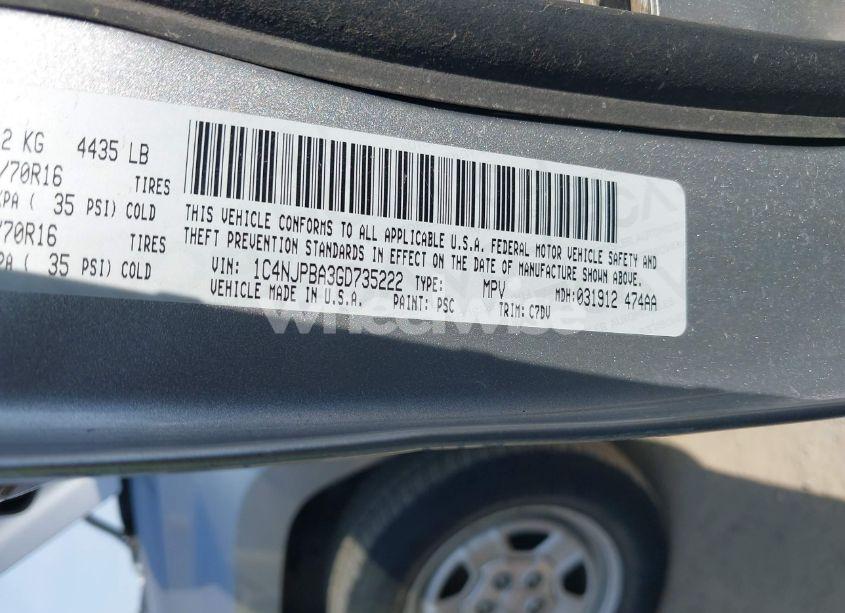 2 KG 4435 LB
/70R16 TIRES
KPA ( 35 PSI) COLD
/70R16 TIRES
PA ( 35 PSI) COLD
THIS VEHICLE CONFORMS TO ALL APPLICABLE U.S.A. FEDERAL MOTOR VEHICLE SAFETY AND
THEFT PREVENTION STANDARDS IN EFFECT ON THE DATE OF MANUFACTURE SHOWN ABOVE.
VIN: 1C4NJPBA3GD735222 TYPE: MPV MDH: 031912 474AA
VEHICLE MADE IN U.S.A. PAINT: PSC TRIM: C7DV
wheelwise